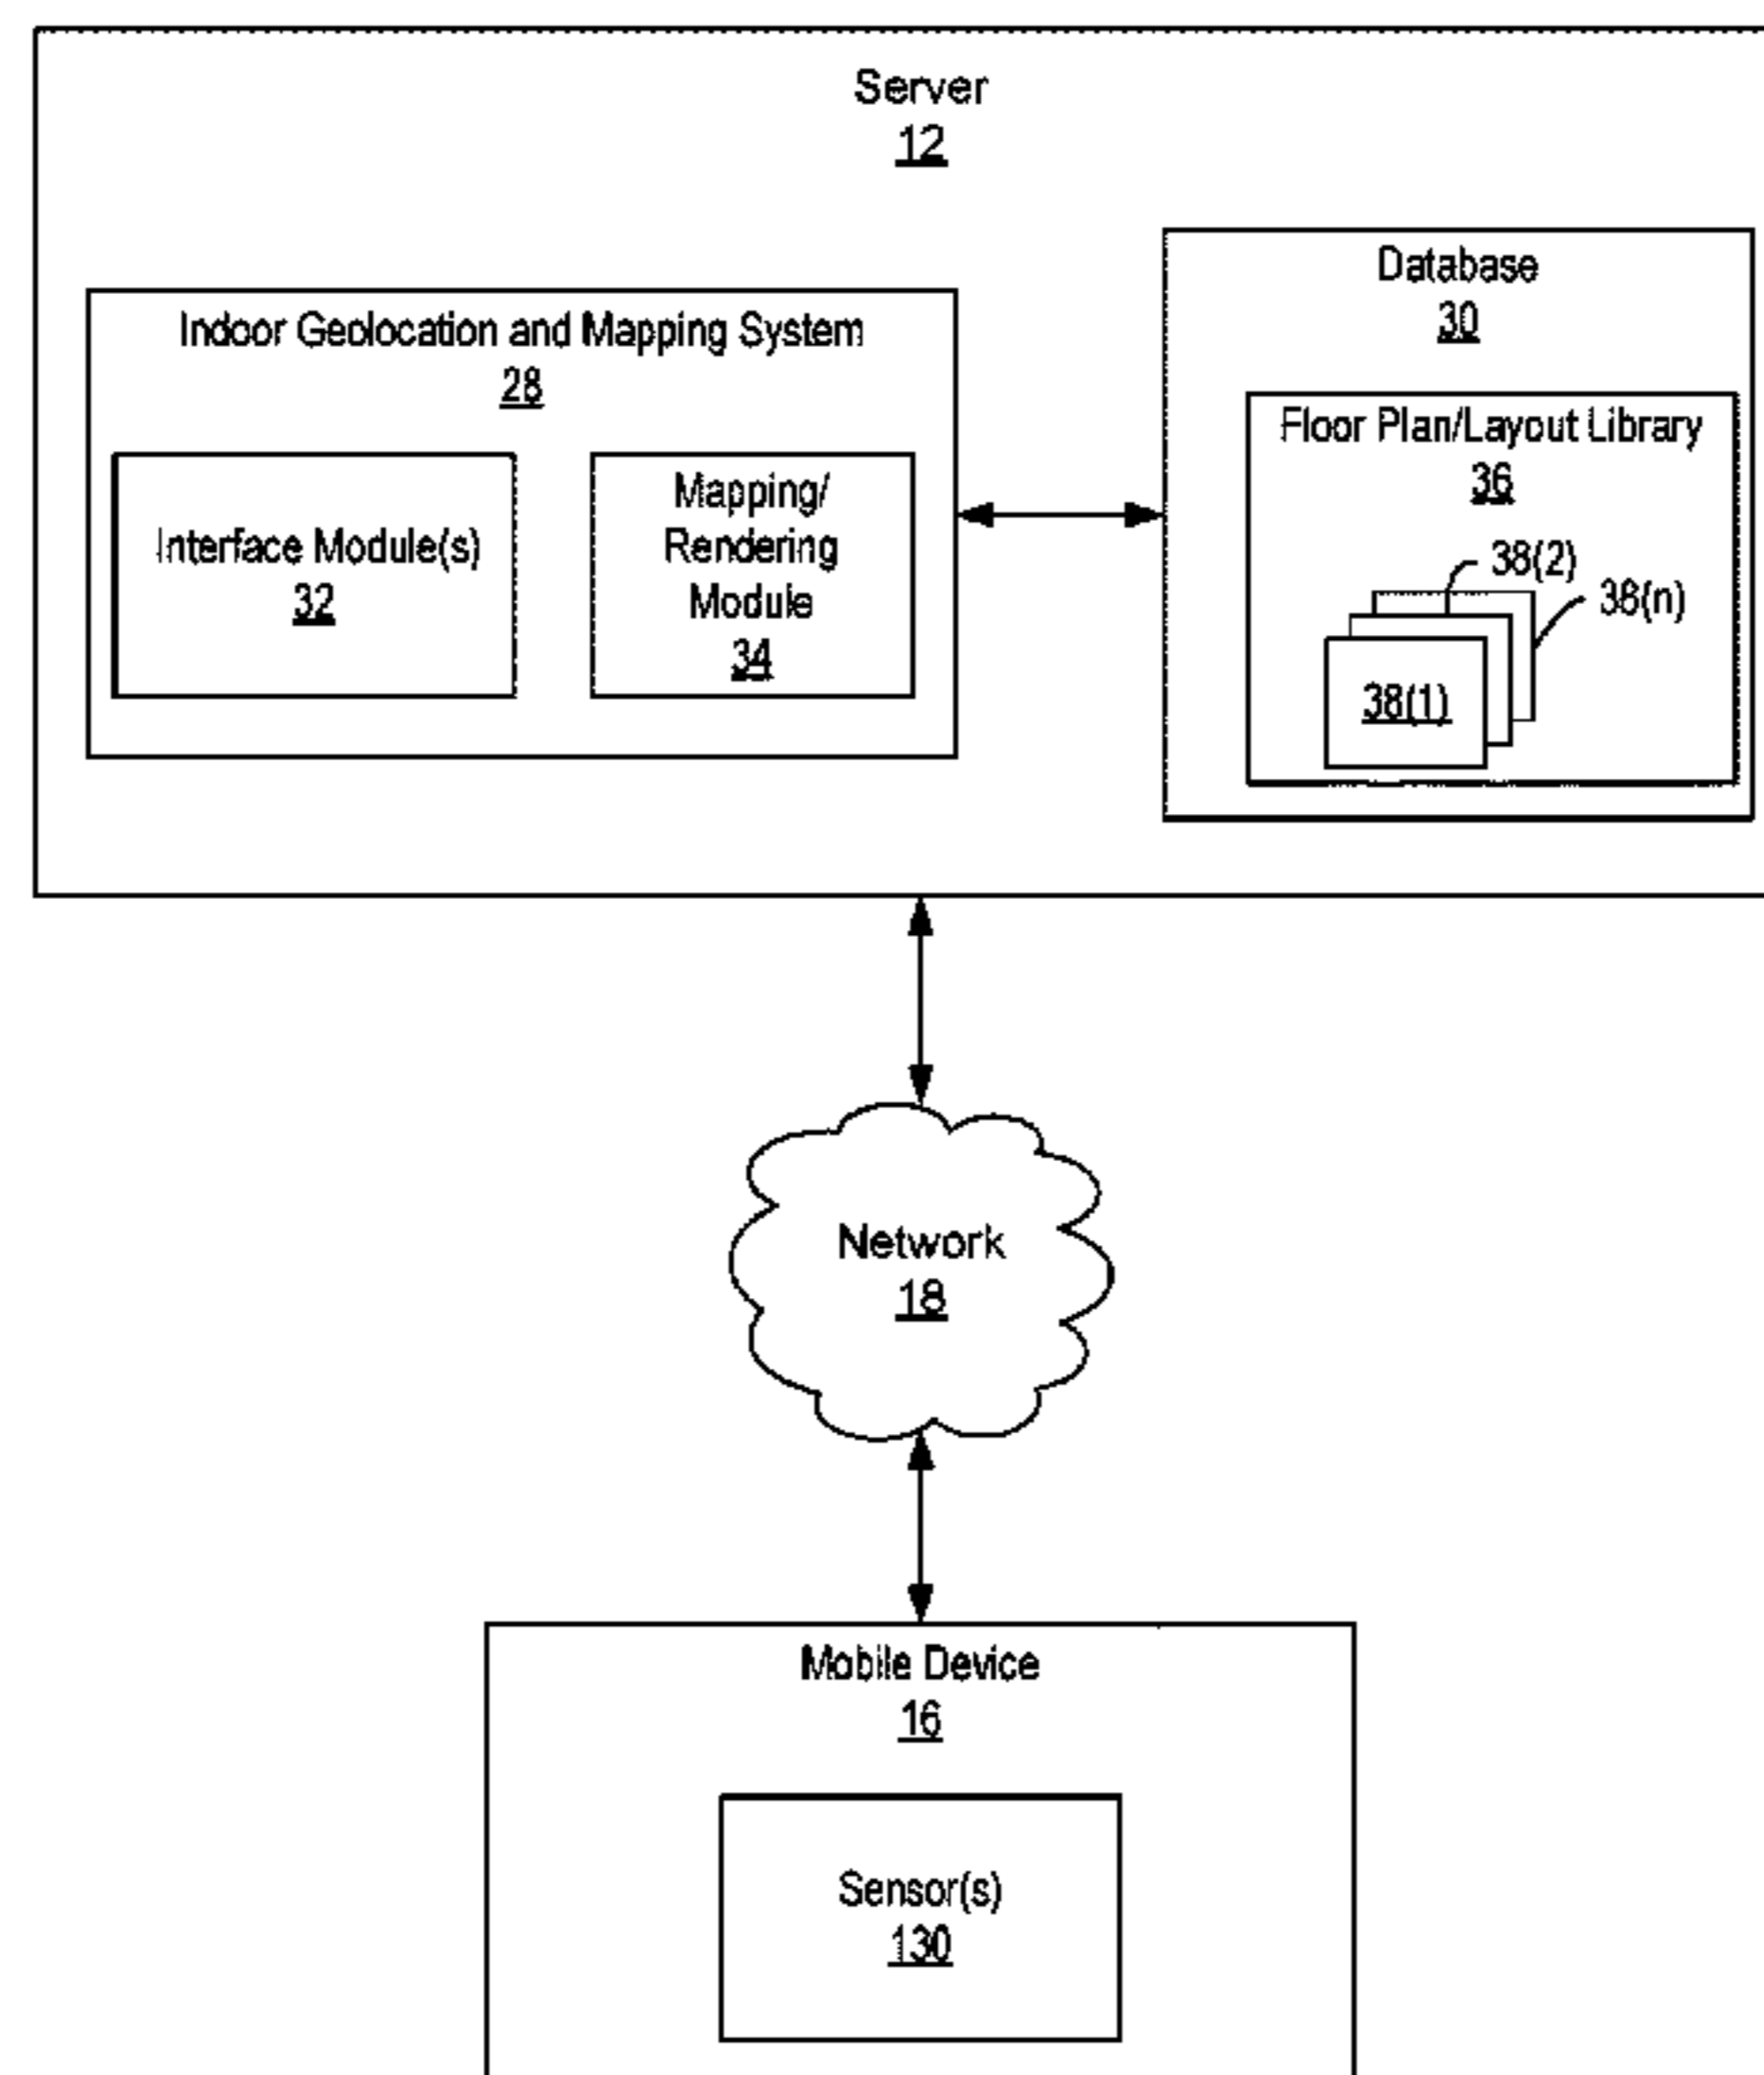 Server
12
Indoor Geolocation and Mapping System
28
Interface Module(s)
32
Mapping/
Rendering
Module
34
Database
30
Floor Plan/Layout Library
36
38(2)
38(n)
38(1)
Network
18
Mobile Device
16
Sensor(s)
130